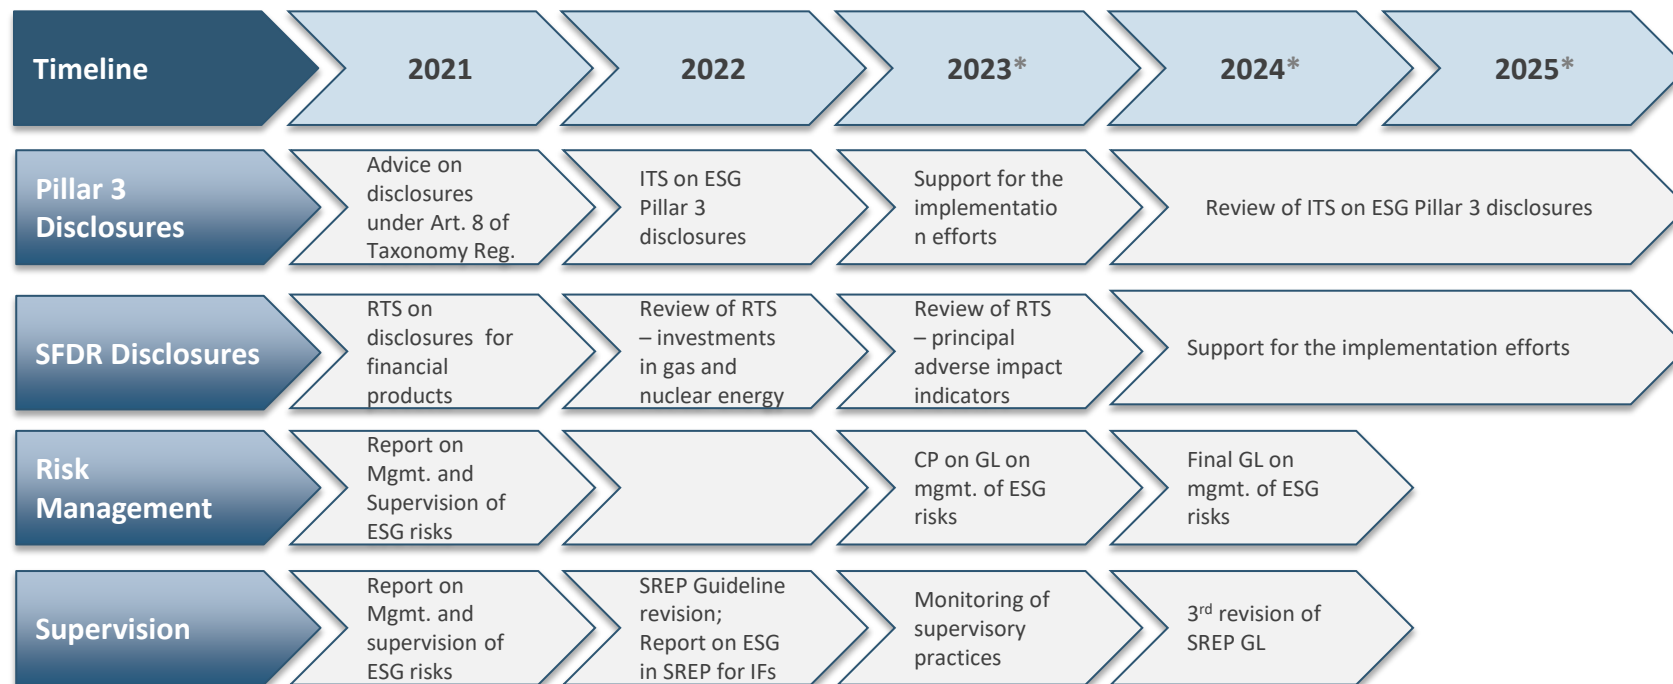 Timeline
2021
2022
2023*
2024*
2025*
Pillar 3
Disclosures
Advice on
disclosures
under Art. 8 of
Taxonomy Reg.
ITS on ESG
Pillar 3
disclosures
Support for the
implementatio
n efforts
Review of ITS on ESG Pillar 3 disclosures
SFDR Disclosures
RTS on
disclosures for
financial
products
Review of RTS
– investments
in gas and
nuclear energy
Review of RTS
– principal
adverse impact
indicators
Support for the implementation efforts
Risk
Management
Report on
Mgmt. and
Supervision of
ESG risks
CP on GL on
mgmt. of ESG
risks
Final GL on
mgmt. of ESG
risks
Supervision
Report on
Mgmt. and
supervision of
ESG risks
SREP Guideline
revision;
Report on ESG
in SREP for IFs
Monitoring of
supervisory
practices
3rd revision of
SREP GL